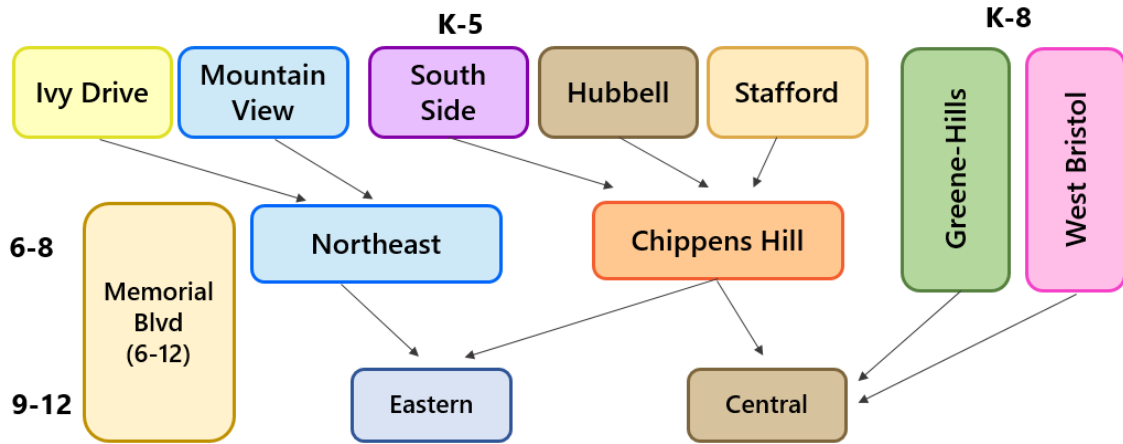 K-5
K-8
Ivy Drive
Mountain
View
South
Side
Hubbell
Stafford
Greene-Hills
West Bristol
6-8
Memorial
Blvd
(6-12)
Northeast
Chippens Hill
9-12
Eastern
Central